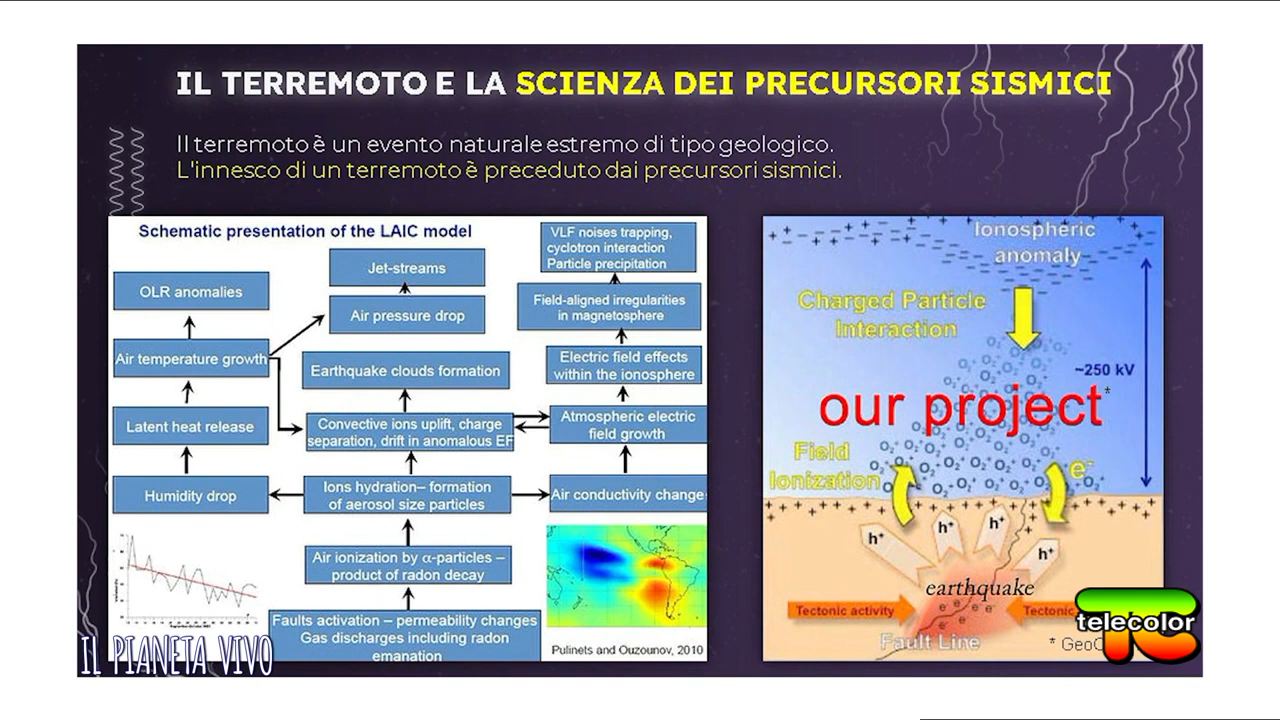 IL TERREMOTO E LA SCIENZA DEI PRECURSORI SISMICI
Il terremoto è un evento naturale estremo di tipo geologico.
L'innesco di un terremoto è preceduto dai precursori sismici.
Schematic presentation of the LAIC model
VLF noises trapping,
cyclotron interaction
Particle precipitation
Jet-streams
OLR anomalies
Field-aligned irregularities
in magnetosphere
Air pressure drop
Air temperature growth
Electric field effects
within the ionosphere
Earthquake clouds formation
Latent heat release
Convective ions uplift, charge
separation, drift in anomalous EF
Atmospheric electric
field growth
Humidity drop
Ions hydration– formation
of aerosol size particles
Air conductivity change
Air ionization by α-particles –
product of radon decay
Faults activation – permeability changes
Gas discharges including radon
emanation
Pulinets and Ouzounov, 2010
Ionospheric
anomaly
Charged Particle
Interaction
~250 kV
our project*
Field
Ionization
e-
h+
h+
h+
h+
earthquake
Tectonic activity
Tectonic
Fault Line
* GeoC
telecolor
IL PIANETA VIVO